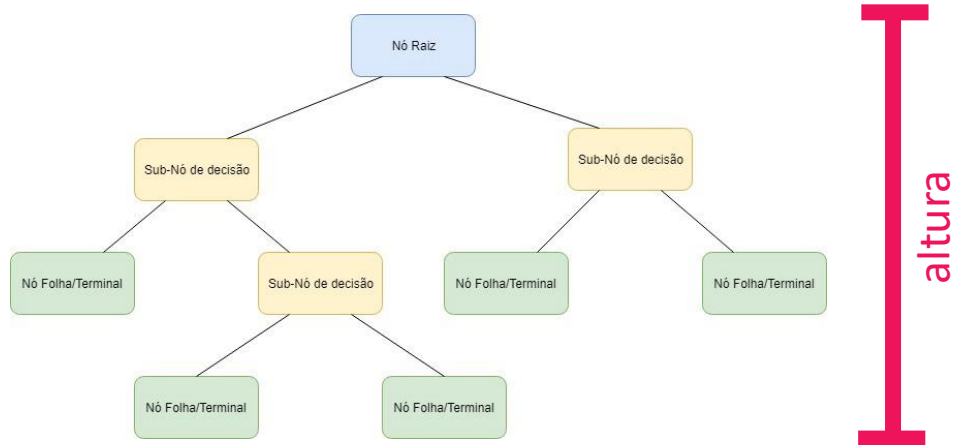 Nó Raiz
Sub-Nó de decisão
Sub-Nó de decisão
Nó Folha/Terminal
Sub-Nó de decisão
Nó Folha/Terminal
Nó Folha/Terminal
Nó Folha/Terminal
Nó Folha/Terminal
altura